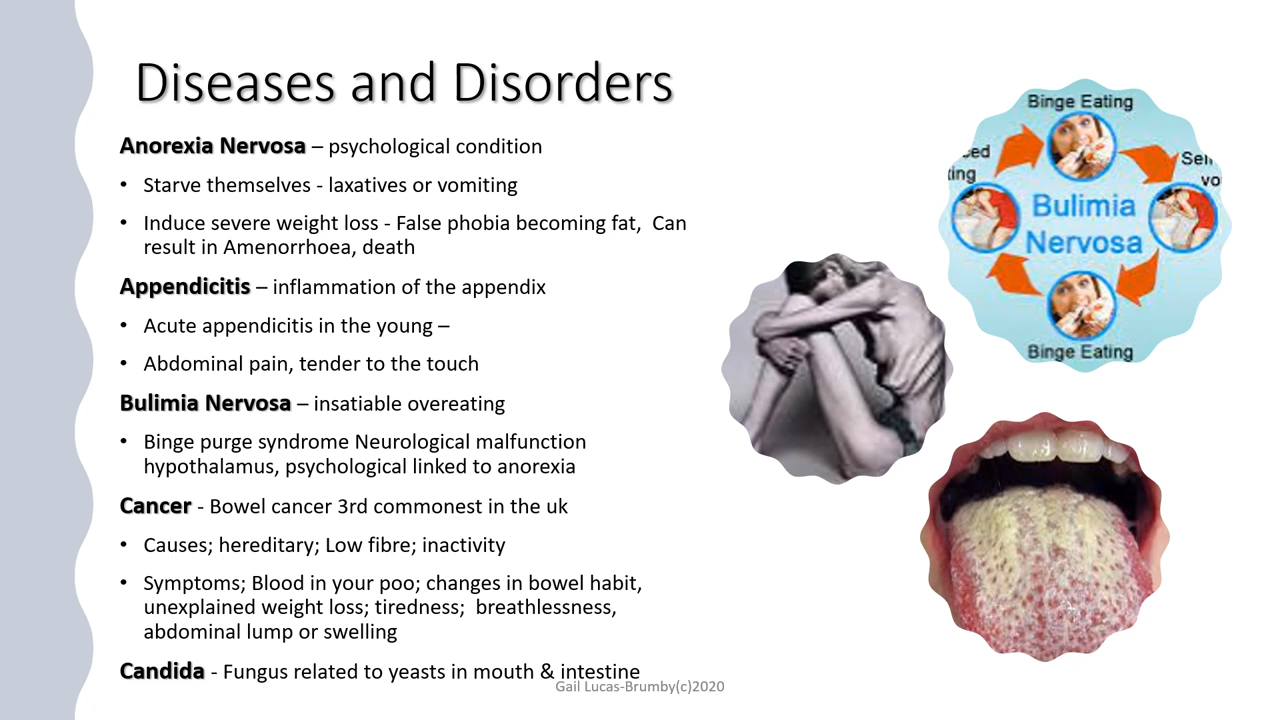 Diseases and Disorders
Anorexia Nervosa – psychological condition
• Starve themselves - laxatives or vomiting
• Induce severe weight loss - False phobia becoming fat,  Can
result in Amenorrhoea, death
Appendicitis – inflammation of the appendix
• Acute appendicitis in the young –
• Abdominal pain, tender to the touch
Bulimia Nervosa – insatiable overeating
• Binge purge syndrome Neurological malfunction
hypothalamus, psychological linked to anorexia
Cancer - Bowel cancer 3rd commonest in the uk
• Causes; hereditary; Low fibre; inactivity
• Symptoms; Blood in your poo; changes in bowel habit,
unexplained weight loss; tiredness;  breathlessness,
abdominal lump or swelling
Candida - Fungus related to yeasts in mouth & intestine
Gail Lucas-Brumby(c)2020
Binge Eating
Bulimia
Nervosa
Binge Eating